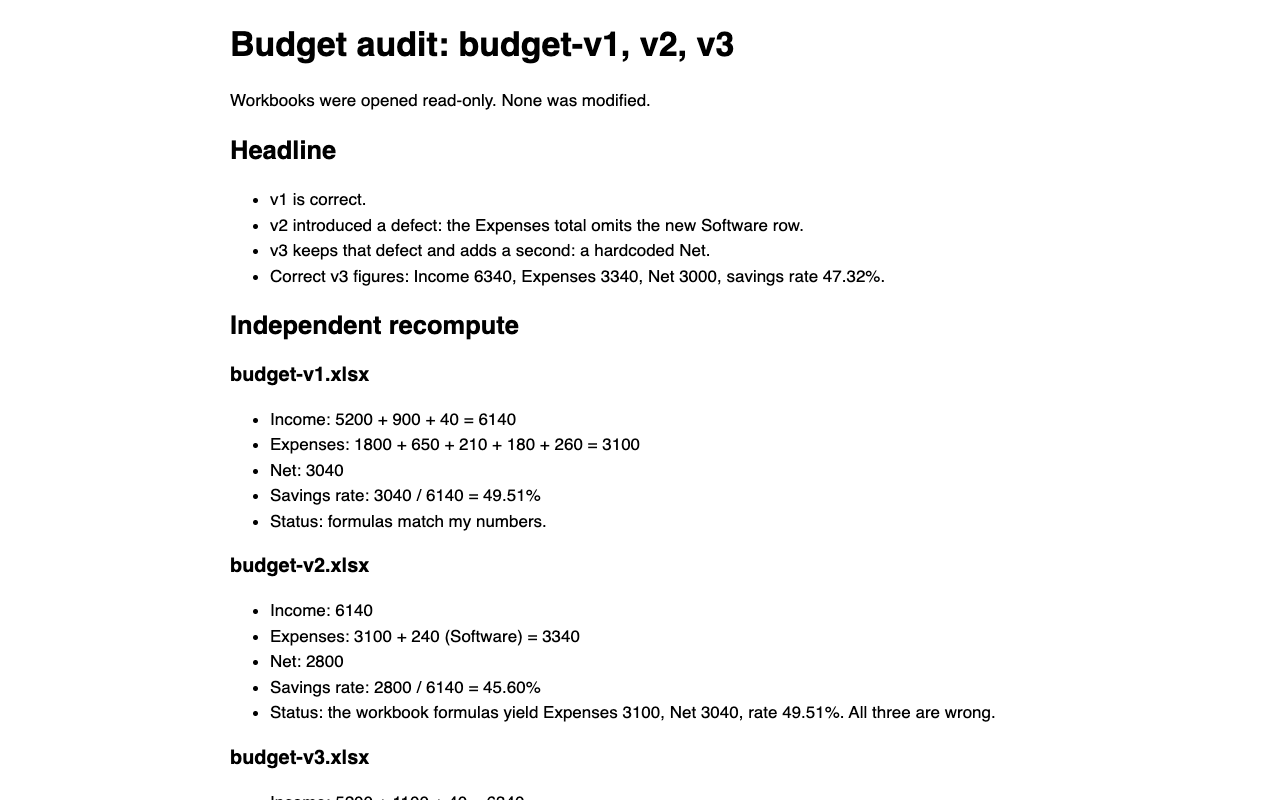 Budget audit: budget-v1, v2, v3
Workbooks were opened read-only. None was modified.
Headline
• v1 is correct.
• v2 introduced a defect: the Expenses total omits the new Software row.
• v3 keeps that defect and adds a second: a hardcoded Net.
• Correct v3 figures: Income 6340, Expenses 3340, Net 3000, savings rate 47.32%.
Independent recompute
budget-v1.xlsx
• Income: 5200 + 900 + 40 = 6140
• Expenses: 1800 + 650 + 210 + 180 + 260 = 3100
• Net: 3040
• Savings rate: 3040 / 6140 = 49.51%
• Status: formulas match my numbers.
budget-v2.xlsx
• Income: 6140
• Expenses: 3100 + 240 (Software) = 3340
• Net: 2800
• Savings rate: 2800 / 6140 = 45.60%
• Status: the workbook formulas yield Expenses 3100, Net 3040, rate 49.51%. All three are wrong.
budget-v3.xlsx